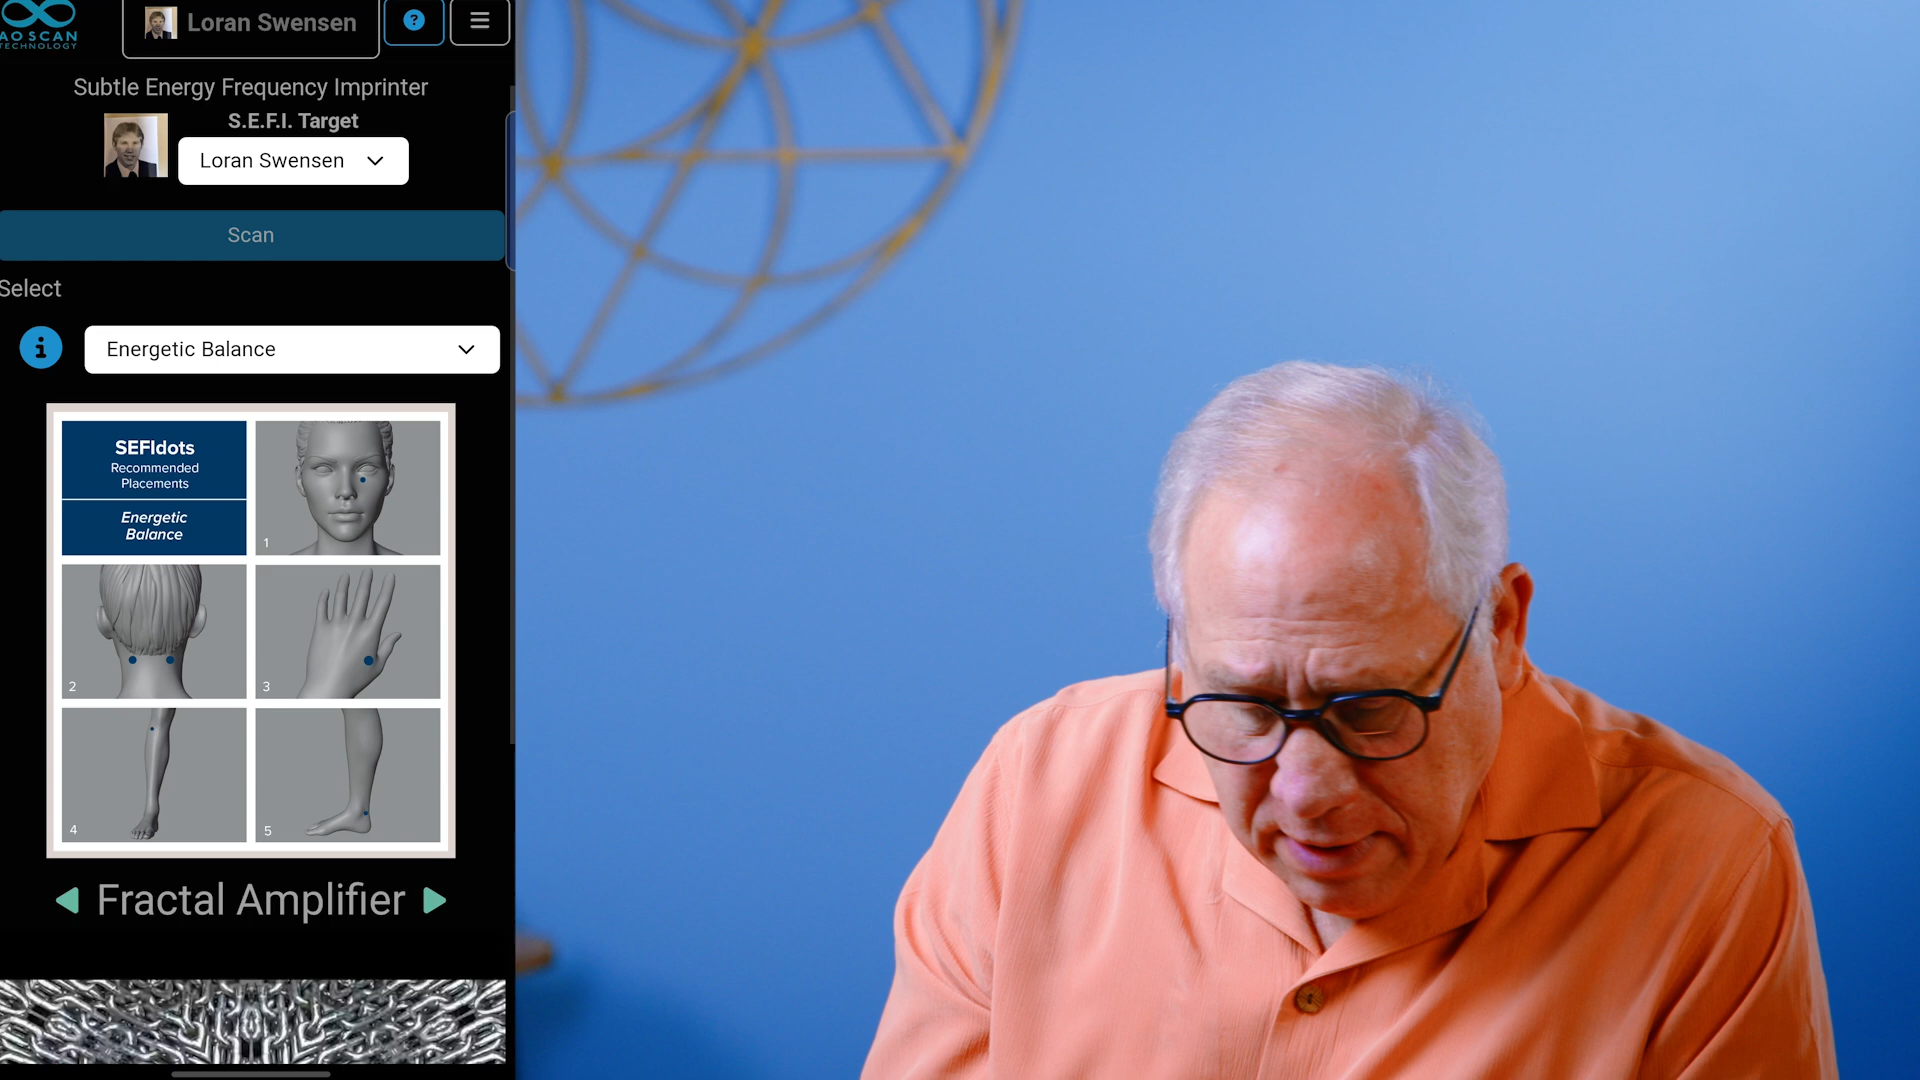 AO SCAN
TECHNOLOGY
Loran Swensen
?
Subtle Energy Frequency Imprinter
S.E.F.I. Target
Loran Swensen
Scan
Select
i
Energetic Balance
SEFIdots
Recommended
Placements
Energetic
Balance
1
2
3
4
5
Fractal Amplifier